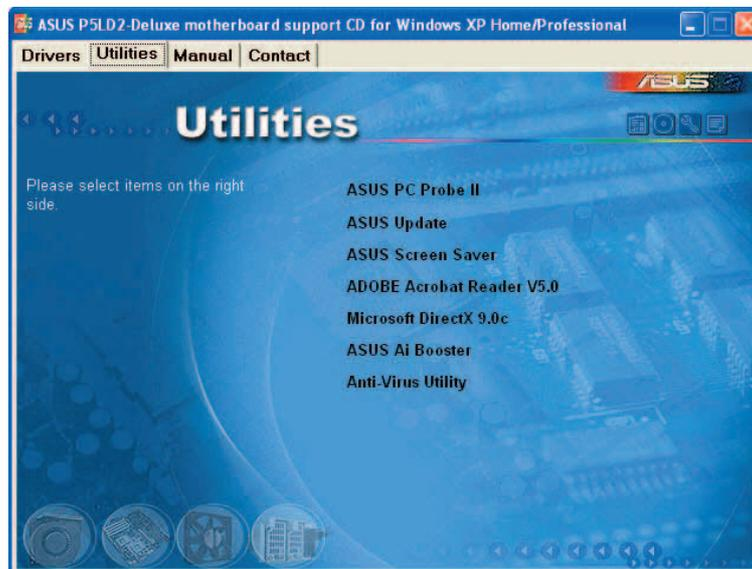 ASUS P5LD2-Deluxe motherboard support CD for Windows XP Home/Professional
Drivers Utilities Manual Contact
ASUS
Utilities
Please select items on the right
side.
ASUS PC Probe II
ASUS Update
ASUS Screen Saver
ADOBE Acrobat Reader V5.0
Microsoft DirectX 9.0c
ASUS Ai Booster
Anti-Virus Utility